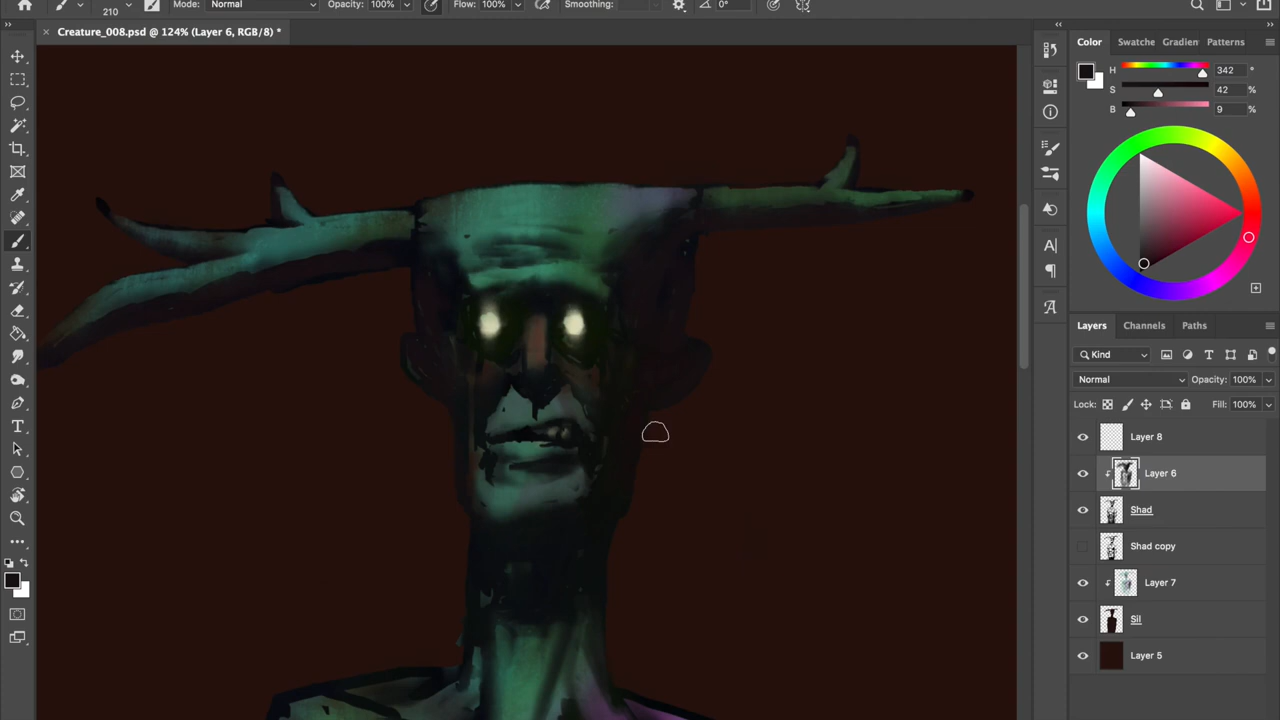 210
Mode:
Normal
Opacity:
100%
Flow:
100%
Smoothing:
0°
Creature_008.psd @ 124% (Layer 6, RGB/8) *
Color
Swatche
Gradien
Patterns
H
342
°
S
42
%
B
9
%
Layers
Channels
Paths
Kind
Normal
Opacity:
100%
Lock:
Fill:
100%
Layer 8
Layer 6
Shad
Shad copy
Layer 7
Sil
Layer 5